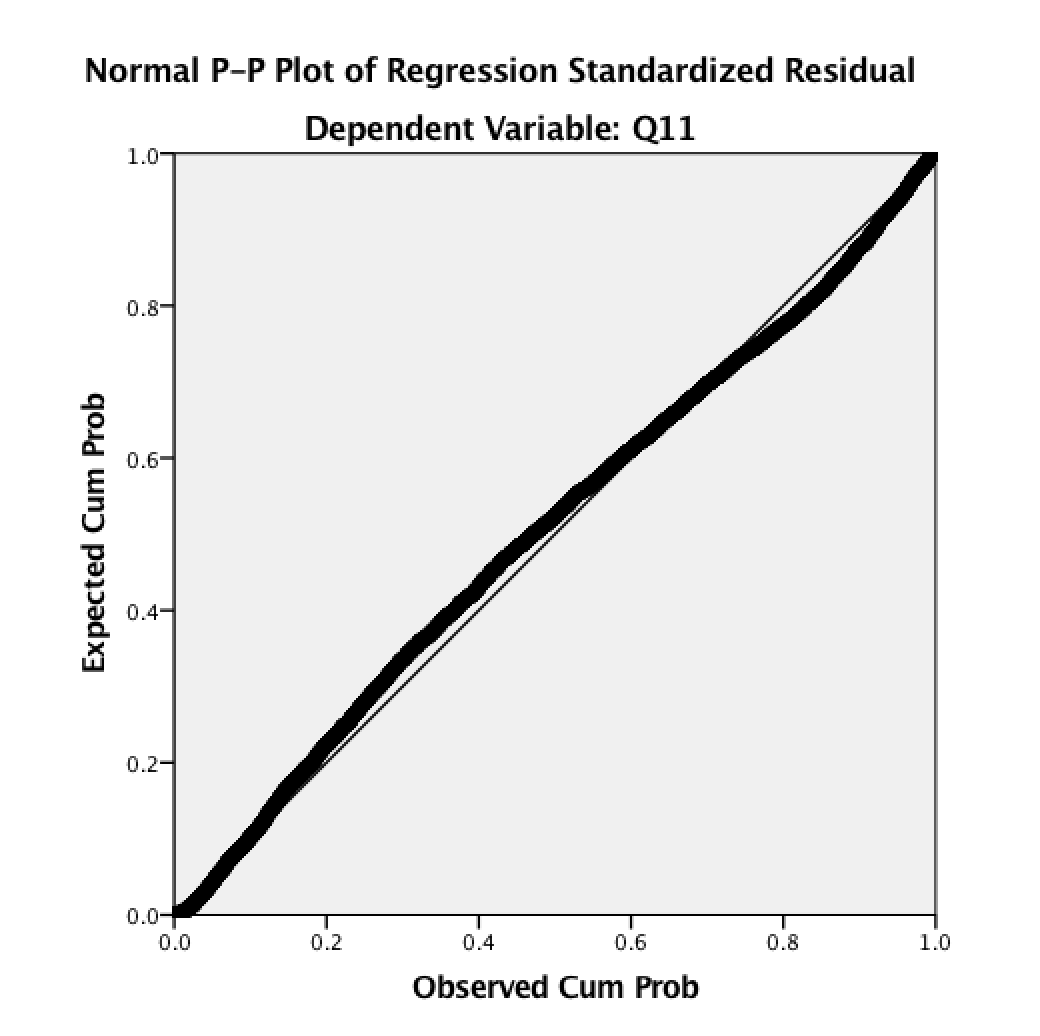 Normal P-P Plot of Regression Standardized Residual
Dependent Variable: Q11
1.0
0.8
0.6
0.4
0.2
0.0
Expected Cum Prob
0.0 0.2 0.4 0.6 0.8 1.0
Observed Cum Prob